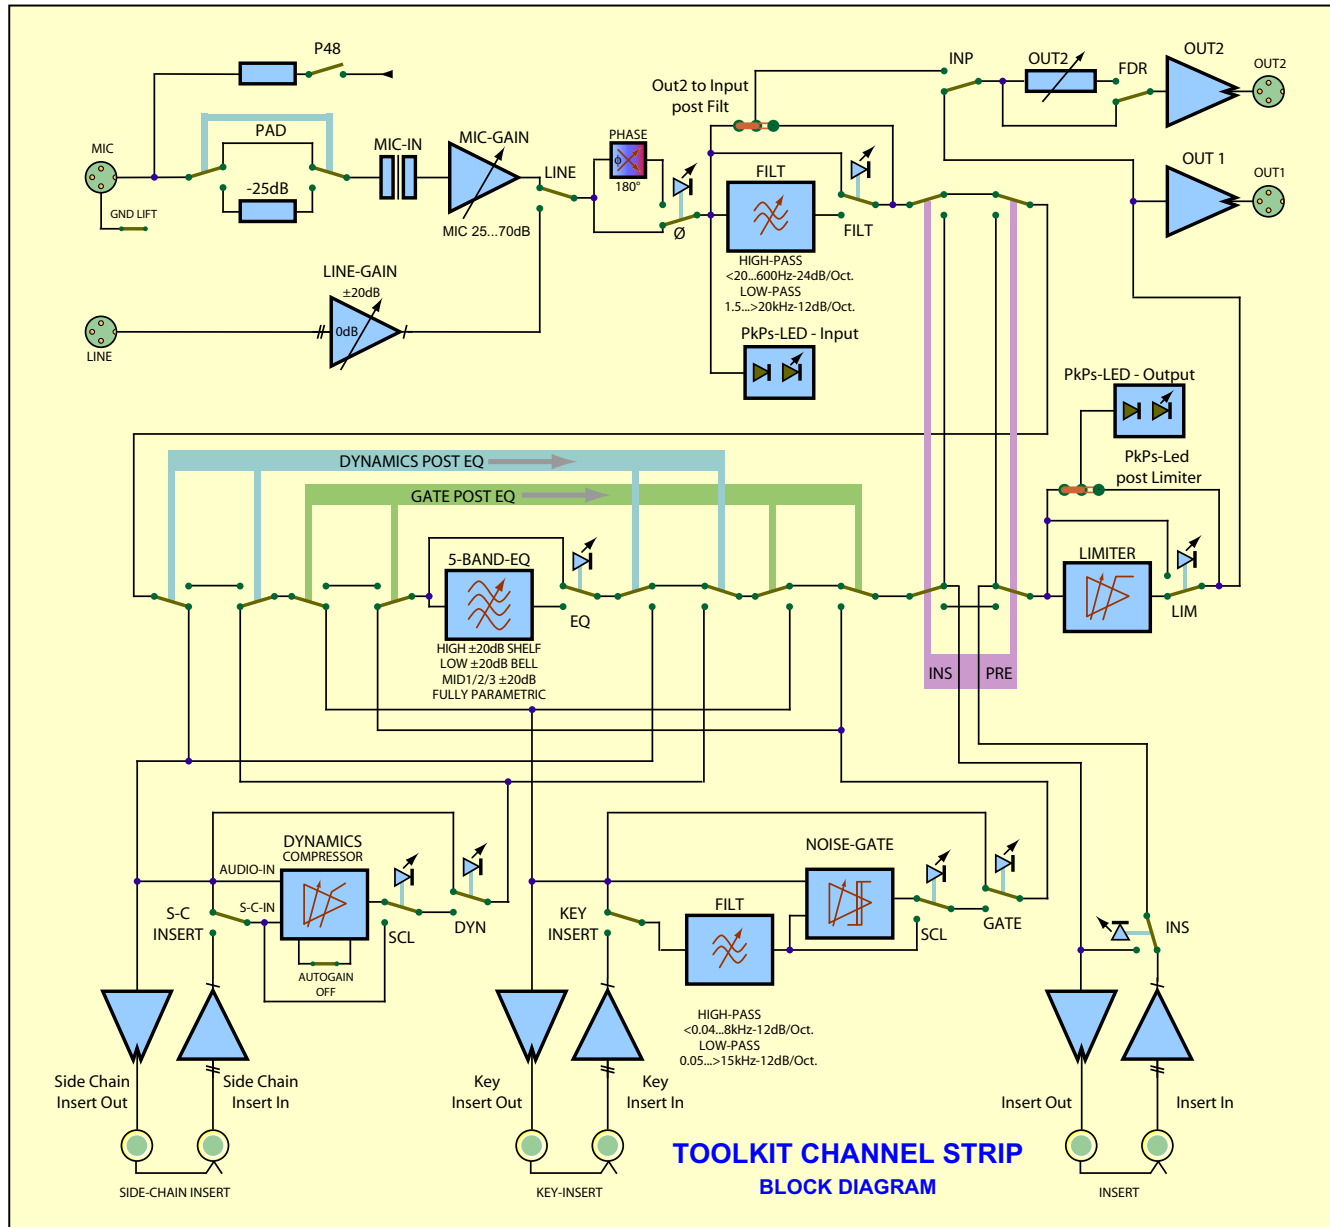 P48
MIC
PAD
-25dB
GND LIFT
MIC-IN
MIC-GAIN
MIC 25...70dB
LINE
PHASE
ϕ
180°
Ø
Out2 to Input
post Filt
FILT
FILT
HIGH-PASS
<20...600Hz-24dB/Oct.
LOW-PASS
1.5...>20kHz-12dB/Oct.
INP
OUT2
FDR
OUT2
OUT2
OUT 1
OUT1
LINE-GAIN
±20dB
0dB
LINE
PkPs-LED - Input
PkPs-LED - Output
PkPs-Led
post Limiter
DYNAMICS POST EQ
GATE POST EQ
5-BAND-EQ
EQ
HIGH ±20dB SHELF
LOW ±20dB BELL
MID1/2/3 ±20dB
FULLY PARAMETRIC
LIMITER
LIM
INS
PRE
DYNAMICS
COMPRESSOR
AUDIO-IN
S-C-IN
S-C
INSERT
AUTOGAIN
OFF
SCL
DYN
NOISE-GATE
KEY
INSERT
FILT
SCL
GATE
HIGH-PASS
<0.04...8kHz-12dB/Oct.
LOW-PASS
0.05...>15kHz-12dB/Oct.
INS
Side Chain
Insert Out
Side Chain
Insert In
Key
Insert Out
Key
Insert In
Insert Out
Insert In
SIDE-CHAIN INSERT
KEY-INSERT
INSERT
TOOLKIT CHANNEL STRIP
BLOCK DIAGRAM